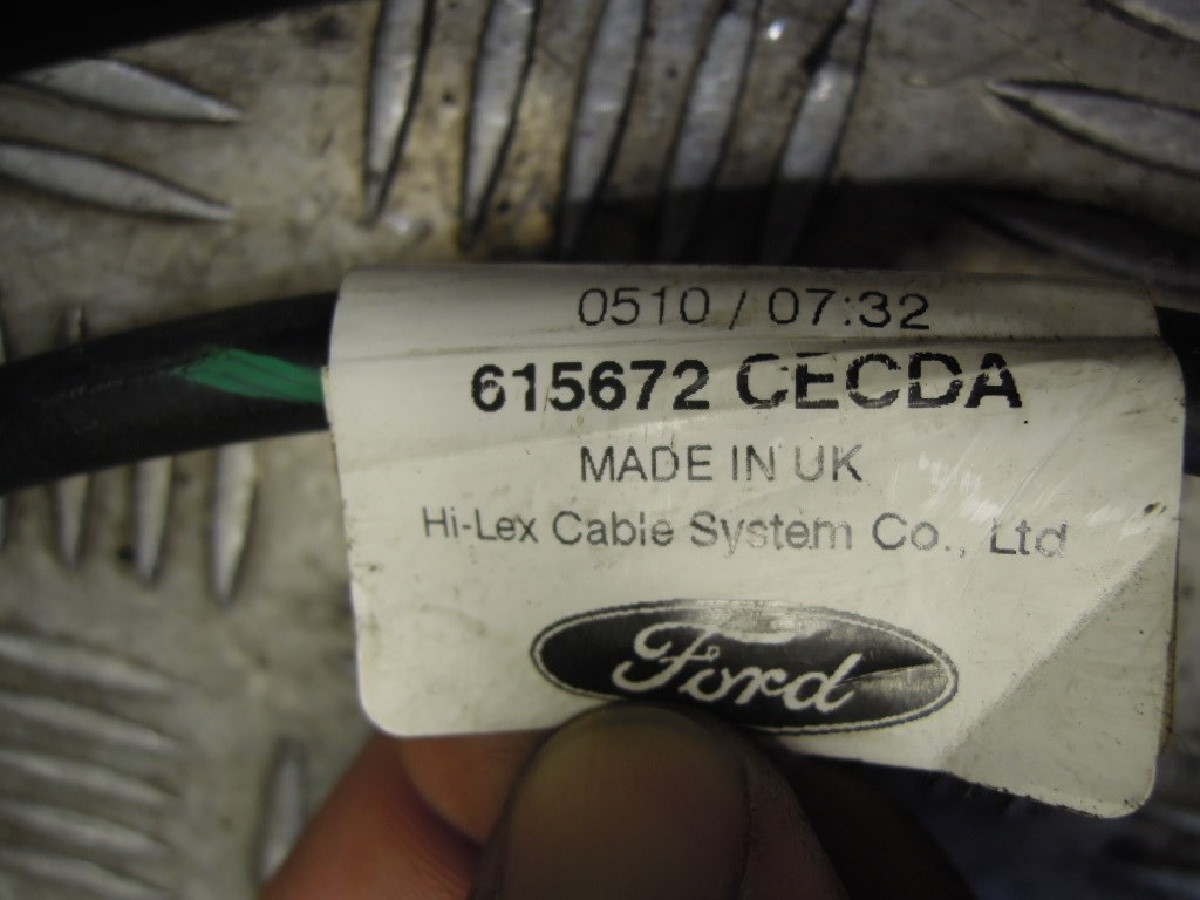 0510 / 07:32
615672 CECDA
MADE IN UK
Hi-Lex Cable System Co., Ltd
Ford